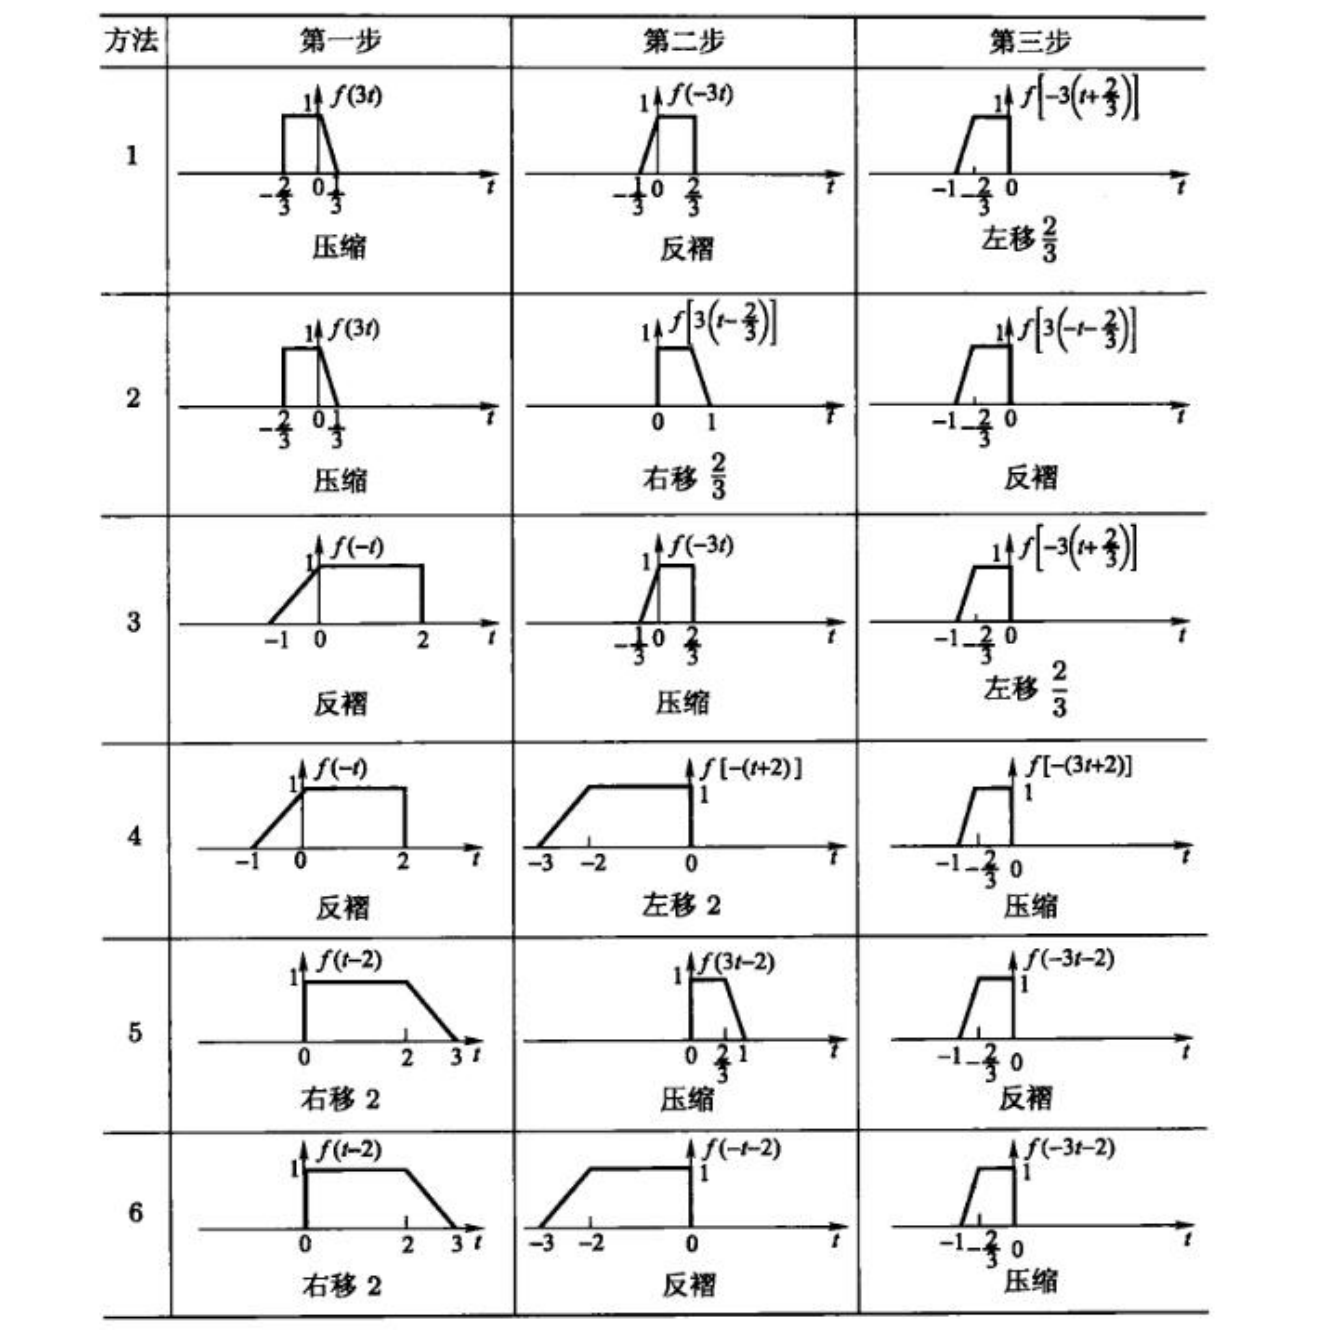 方法 第一步 第二步 第三步
1
1 f(3t)
-2/3 0 1/3 t
压缩
1 f(-3t)
-1/3 0 2/3 t
反褶
1 f[-3(t+2/3)]
-1 -2/3 0 t
左移 2/3
2
1 f(3t)
-2/3 0 1/3 t
压缩
1 f[3(t-2/3)]
0 1 t
右移 2/3
1 f[3(-t-2/3)]
-1 -2/3 0 t
反褶
3
1 f(-t)
-1 0 2 t
反褶
1 f(-3t)
-1/3 0 2/3 t
压缩
1 f[-3(t+2/3)]
-1 -2/3 0 t
左移 2/3
4
1 f(-t)
-1 0 2 t
反褶
f[-(t+2)]
1
-3 -2 0 t
左移 2
f[-(3t+2)]
1
-1 -2/3 0 t
压缩
5
1 f(t-2)
0 2 3 t
右移 2
1 f(3t-2)
0 2/3 1 t
压缩
f(-3t-2)
1
-1 -2/3 0 t
反褶
6
1 f(t-2)
0 2 3 t
右移 2
f(-t-2)
1
-3 -2 0 t
反褶
f(-3t-2)
1
-1 -2/3 0 t
压缩